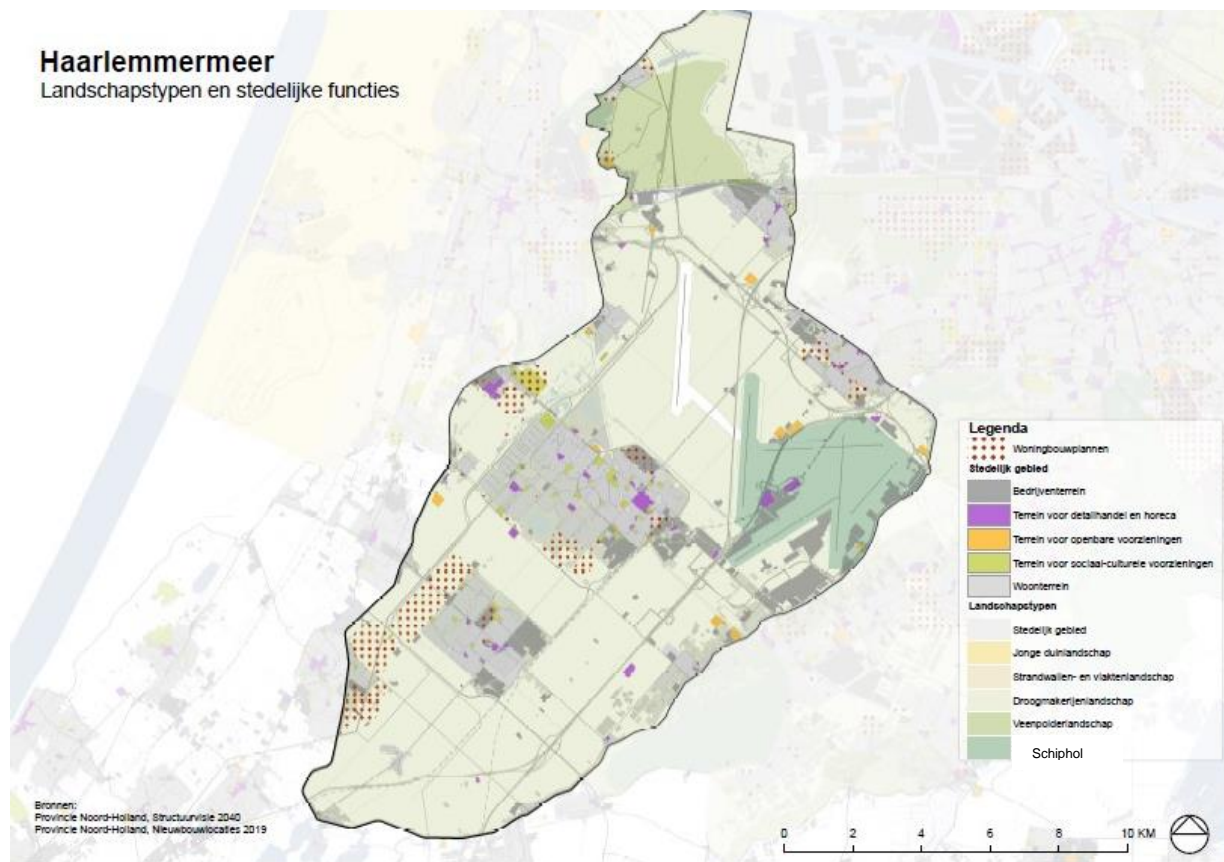 Haarlemmermeer
Landschapstypen en stedelijke functies
Legenda
Woningbouwplannen
Stedelijk gebied
Bedrijventerrein
Terrein voor detailhandel en horeca
Terrein voor openbare voorzieningen
Terrein voor sociaal-culturele voorzieningen
Woonterrein
Landschapstypen
Stedelijk gebied
Jonge duinlandschap
Strandwallen- en vlaktenlandschap
Droogmakerijenlandschap
Veenpolderlandschap
Schiphol
Bronnen:
Provincie Noord-Holland, Structuurvisie 2040
Provincie Noord-Holland, Nieuwbouwlocaties 2019
0 2 4 6 8 10 KM